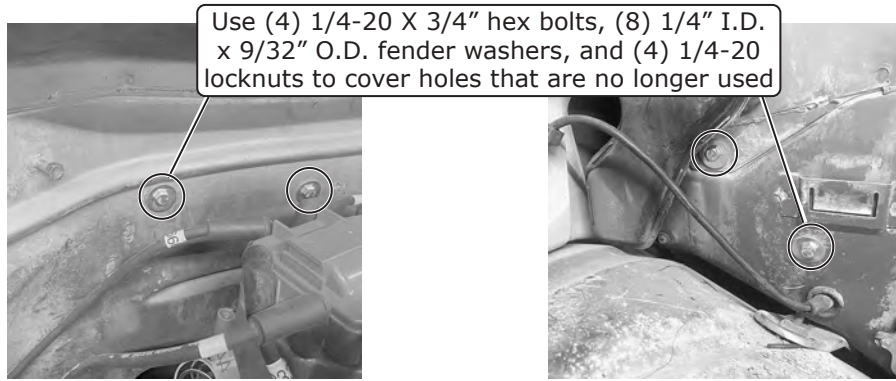 Use (4) 1/4-20 X 3/4” hex bolts, (8) 1/4” I.D.
x 9/32” O.D. fender washers, and (4) 1/4-20
locknuts to cover holes that are no longer used